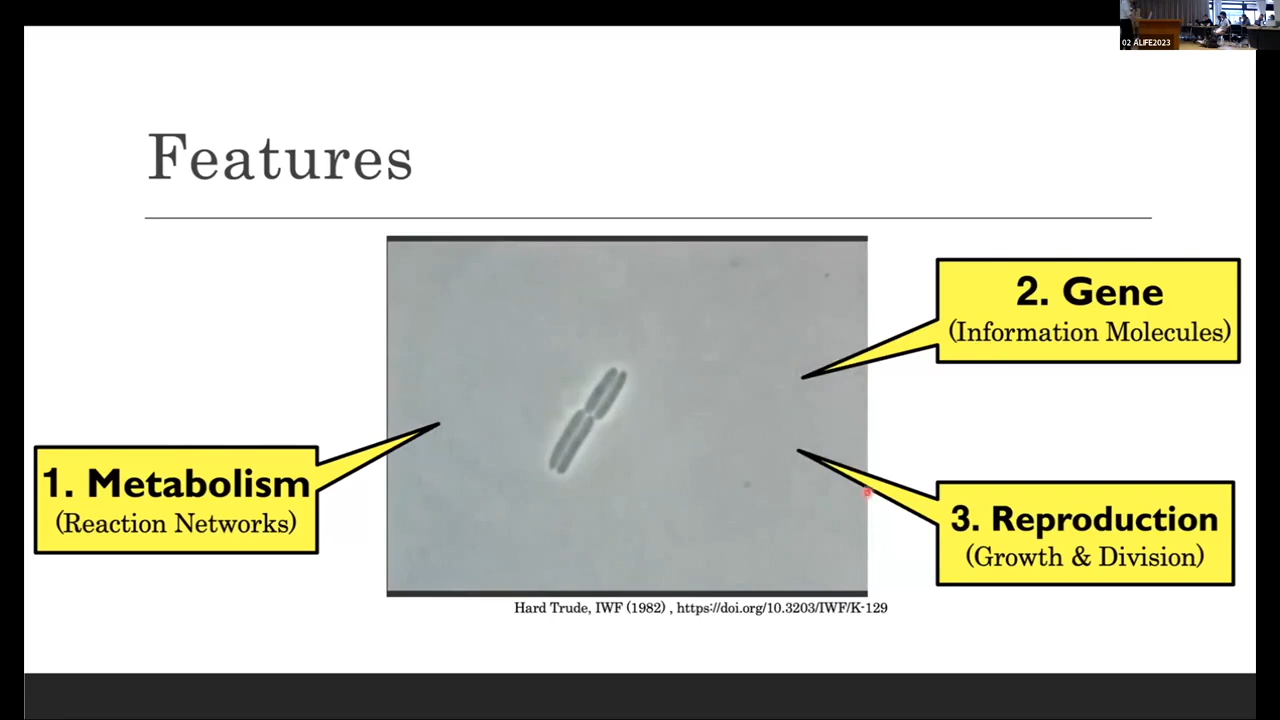 02 ALIFE2023
Features
2. Gene
(Information Molecules)
1. Metabolism
(Reaction Networks)
3. Reproduction
(Growth & Division)
Hard Trude, IWF (1982) , https://doi.org/10.3203/IWF/K-129